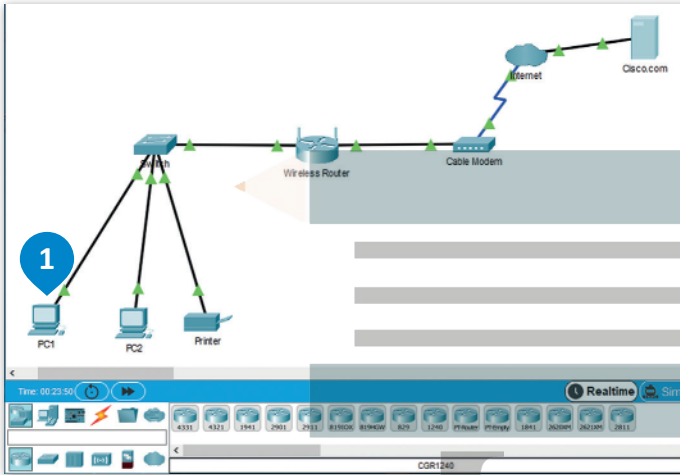 Cisco.com
Internet
Switch
Wireless Router
Cable Modem
1
PC1
PC2
Printer
Time: 00:23:50
Realtime
Sim
4331
4321
1941
2901
2911
819IOX
819HGW
829
1240
PT-Router
PT-Empty
1841
2620XM
2621XM
2811
CGR1240